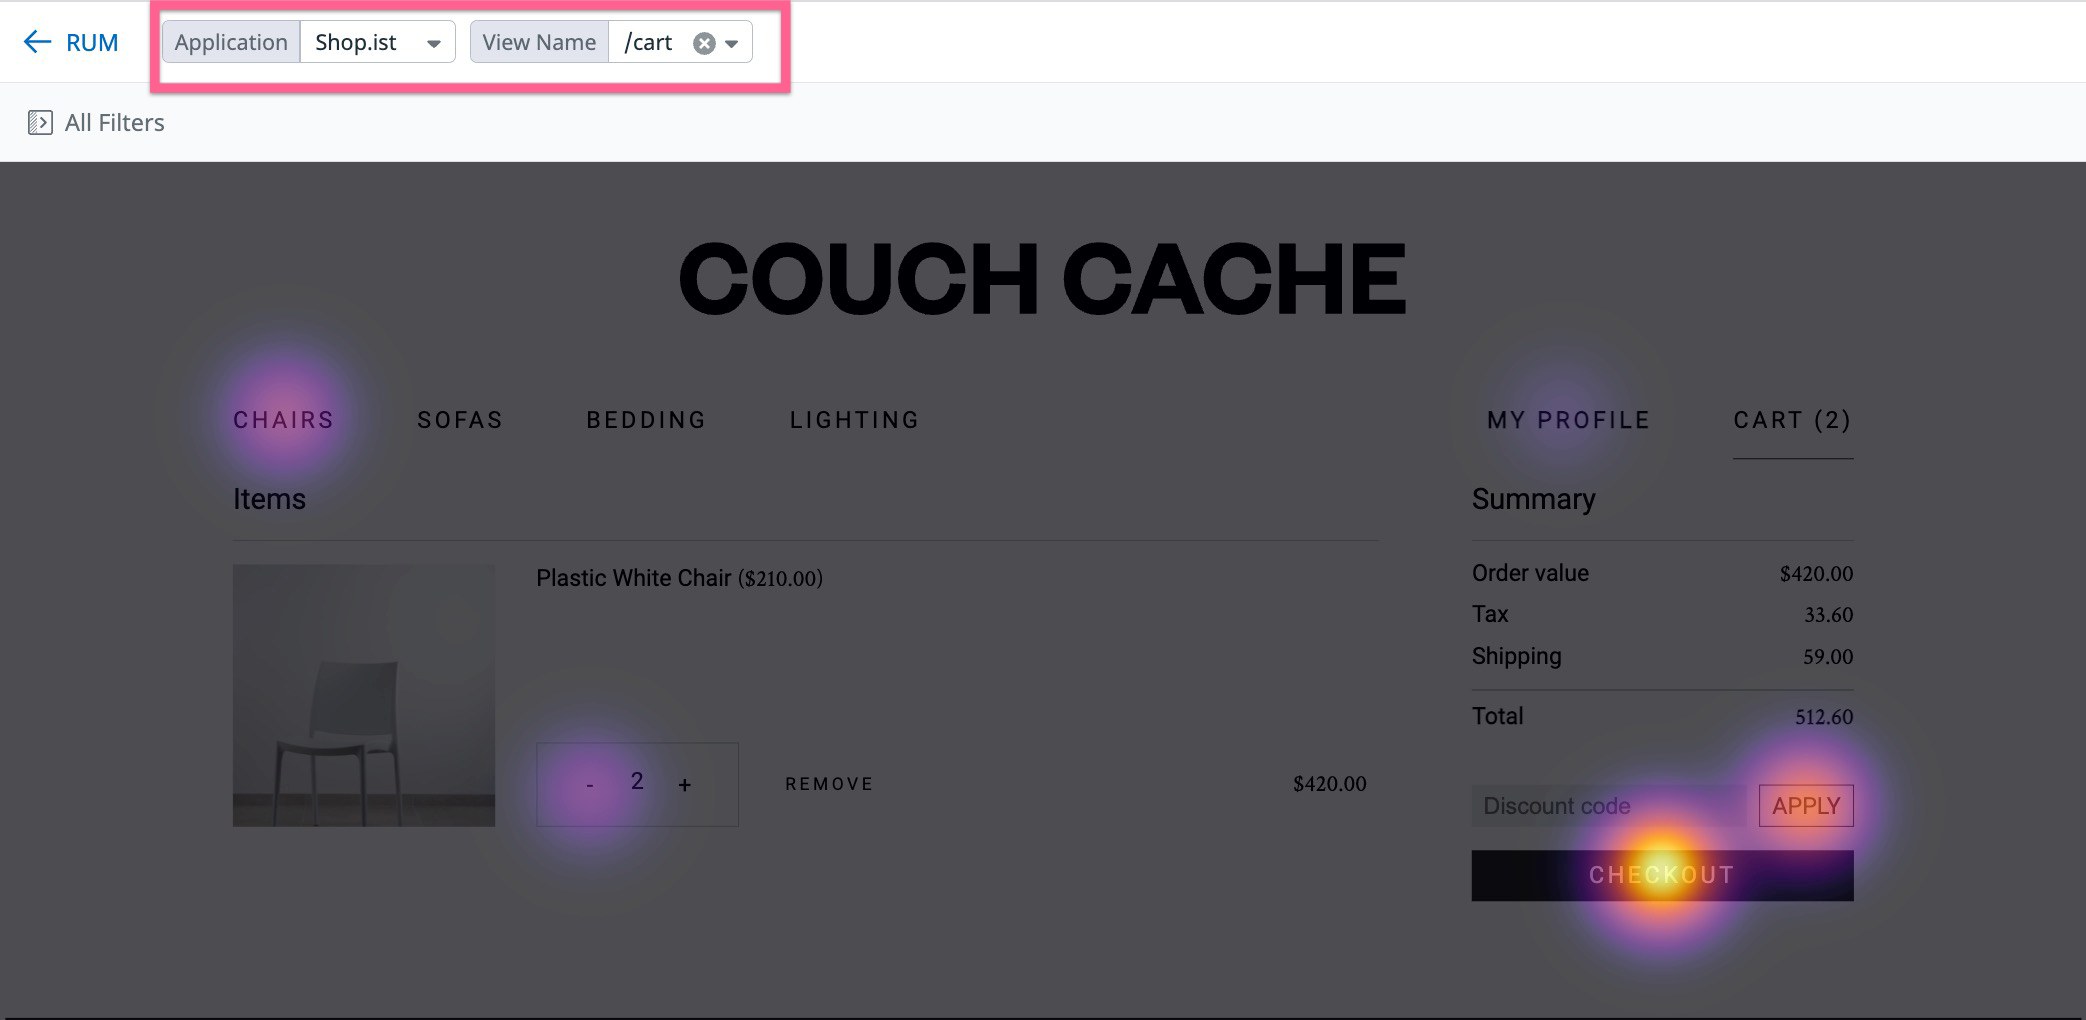 RUM Application Shop.ist View Name /cart
All Filters
COUCH CACHE
CHAIRS SOFAS BEDDING LIGHTING MY PROFILE CART (2)
Items
Plastic White Chair ($210.00)
- 2 + REMOVE $420.00
Summary
Order value $420.00
Tax 33.60
Shipping 59.00
Total 512.60
Discount code APPLY
CHECKOUT